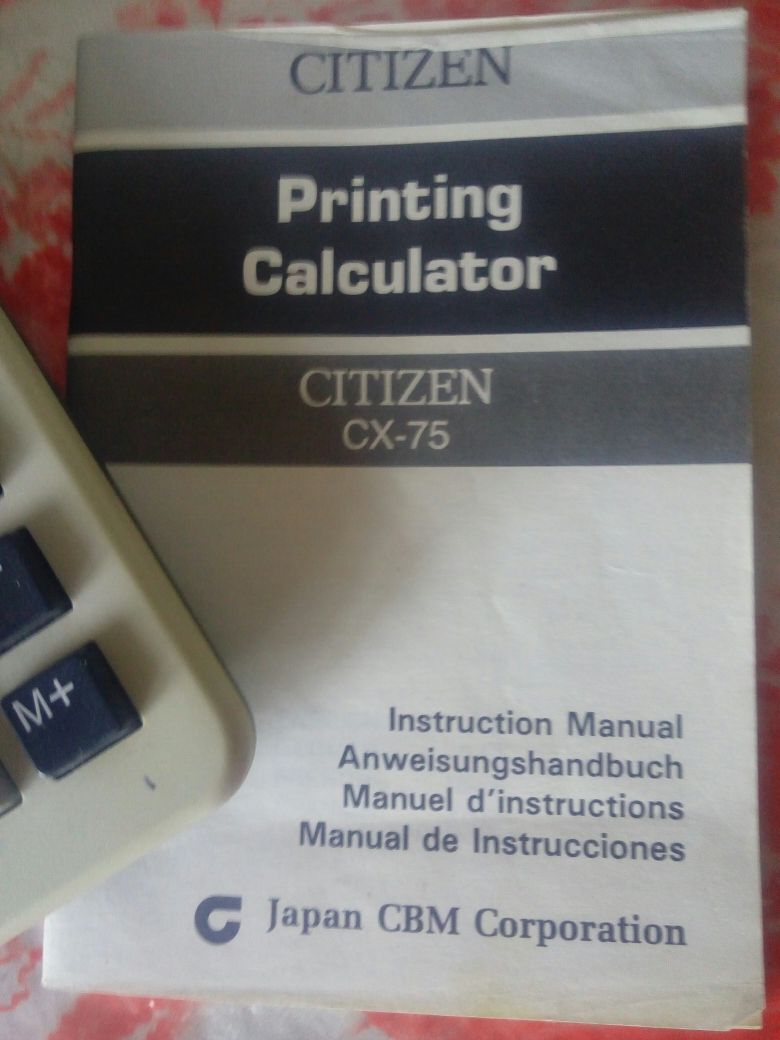 CITIZEN
Printing
Calculator
CITIZEN
CX-75
M+
Instruction Manual
Anweisungshandbuch
Manuel d'instructions
Manual de Instrucciones
Japan CBM Corporation